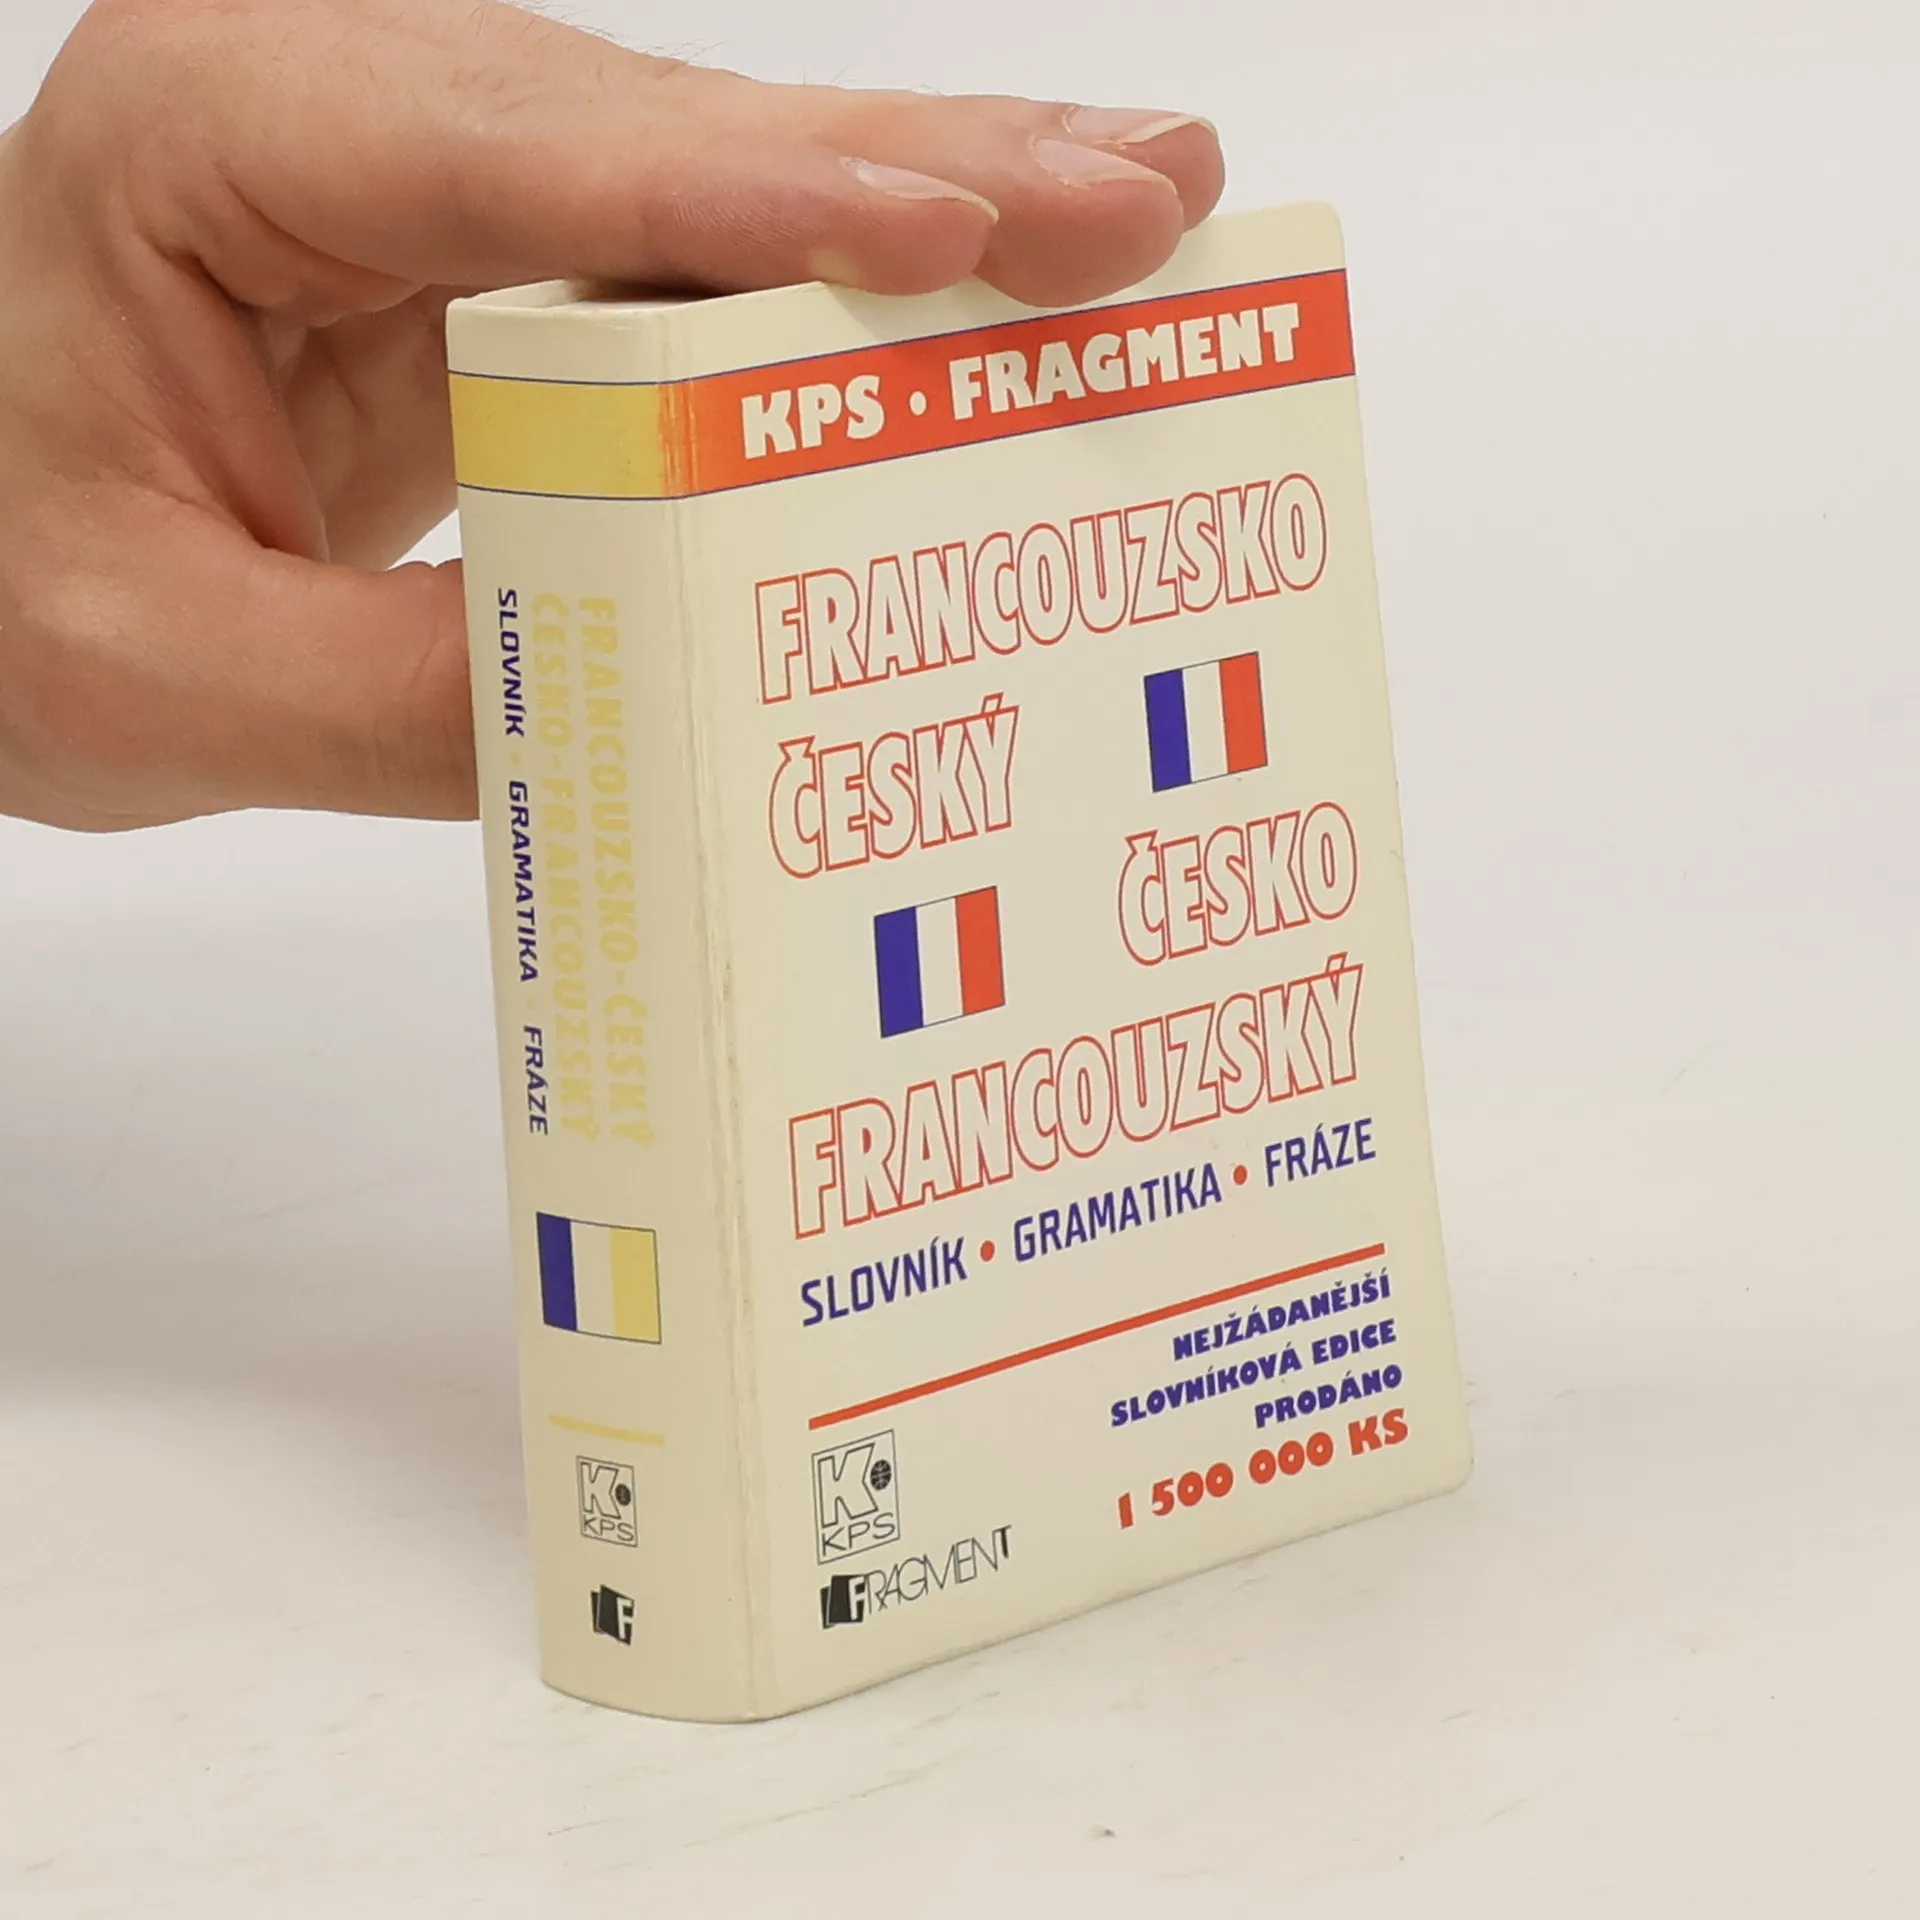 KPS • FRAGMENT
FRANCOUZSKO
ČESKÝ
ČESKO
FRANCOUZSKÝ
SLOVNÍK • GRAMATIKA • FRÁZE
NEJŽÁDANĚJŠÍ
SLOVNÍKOVÁ EDICE
PRODÁNO
1 500 000 KS
K
KPS
FRAGMENT
FRANCOUZSKO-ČESKÝ
ČESKO-FRANCOUZSKÝ
SLOVNÍK • GRAMATIKA • FRÁZE
K
KPS
F